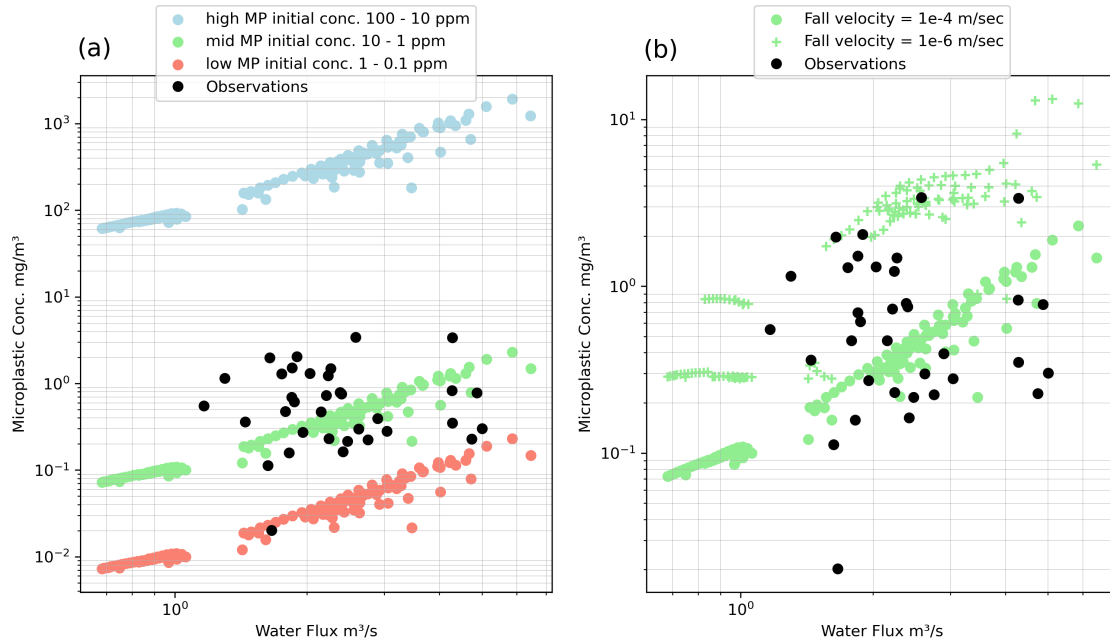 (a)
high MP initial conc. 100 - 10 ppm
mid MP initial conc. 10 - 1 ppm
low MP initial conc. 1 - 0.1 ppm
Observations
Microplastic Conc. mg/m³
10³
10²
10¹
10⁰
10⁻¹
10⁻²
10⁰
Water Flux m³/s
(b)
Fall velocity = 1e-4 m/sec
Fall velocity = 1e-6 m/sec
Observations
Microplastic Conc. mg/m³
10¹
10⁰
10⁻¹
10⁰
Water Flux m³/s